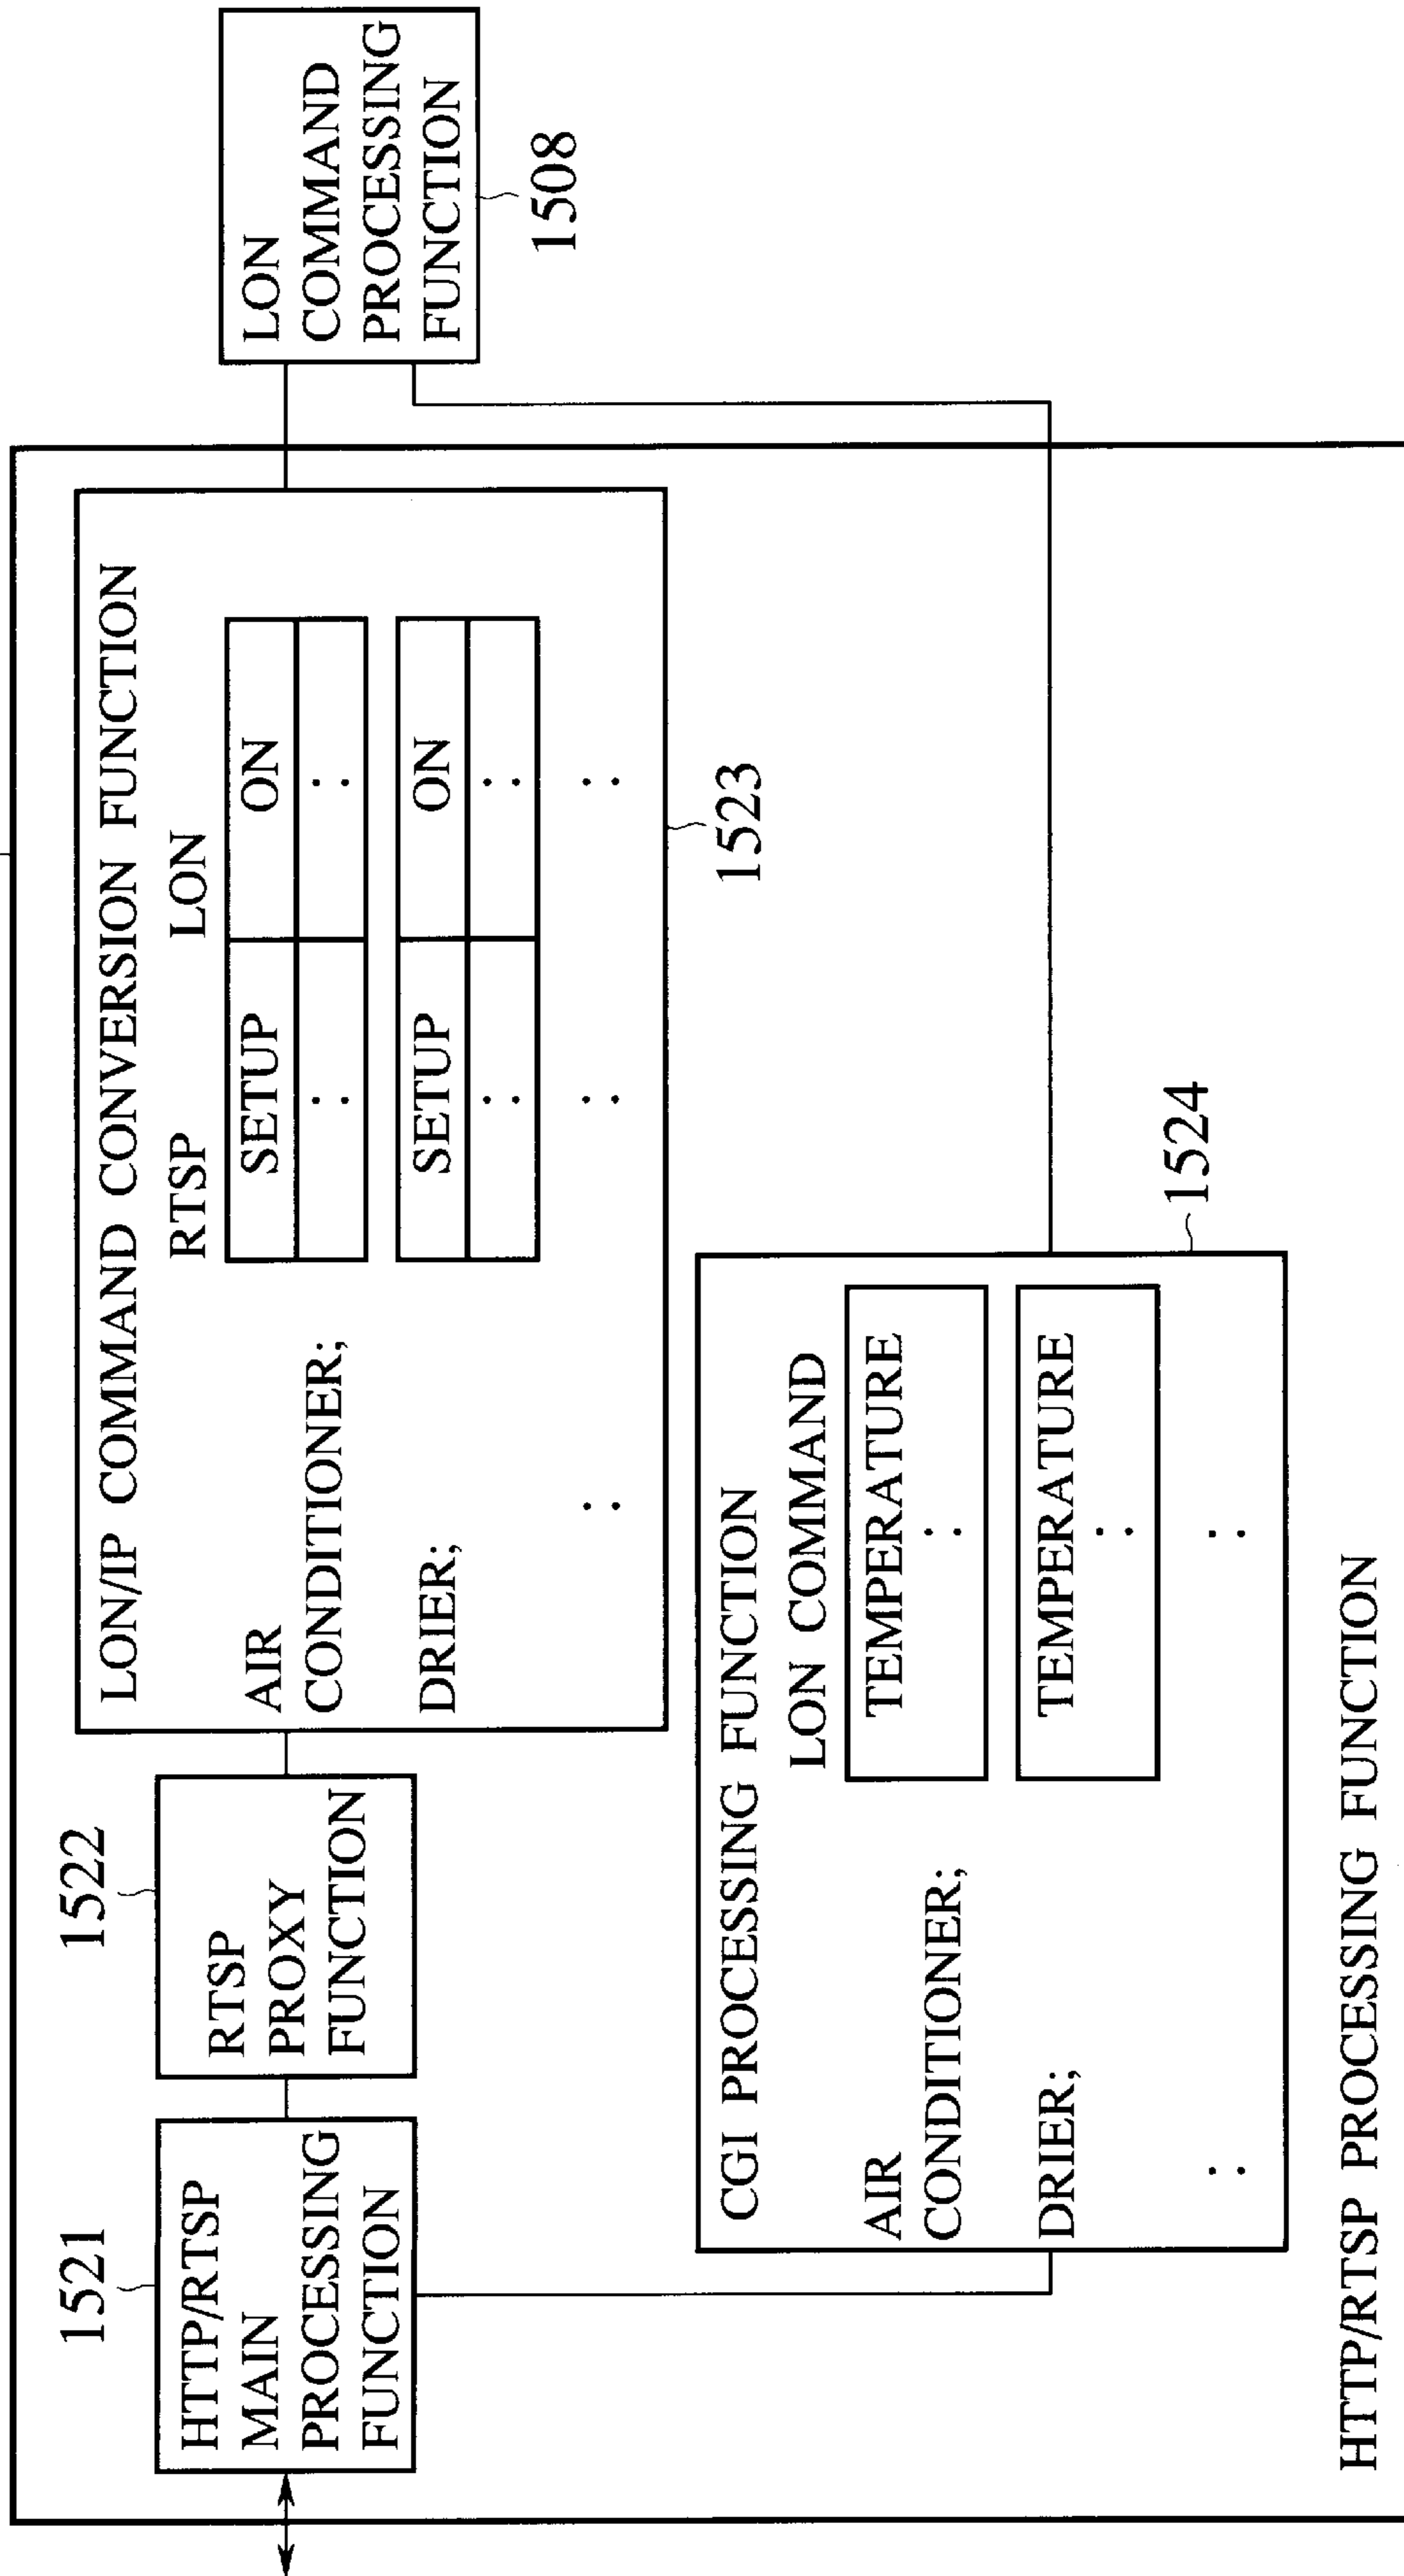 1521
HTTP/RTSP
MAIN
PROCESSING
FUNCTION
1522
RTSP
PROXY
FUNCTION
LON/IP COMMAND CONVERSION FUNCTION
RTSP LON
AIR
CONDITIONER;
SETUP ON
: :
DRIER;
SETUP ON
: :
: : :
1523
LON
COMMAND
PROCESSING
FUNCTION
1508
CGI PROCESSING FUNCTION
LON COMMAND
AIR
CONDITIONER;
TEMPERATURE
:
DRIER;
TEMPERATURE
:
: :
1524
HTTP/RTSP PROCESSING FUNCTION